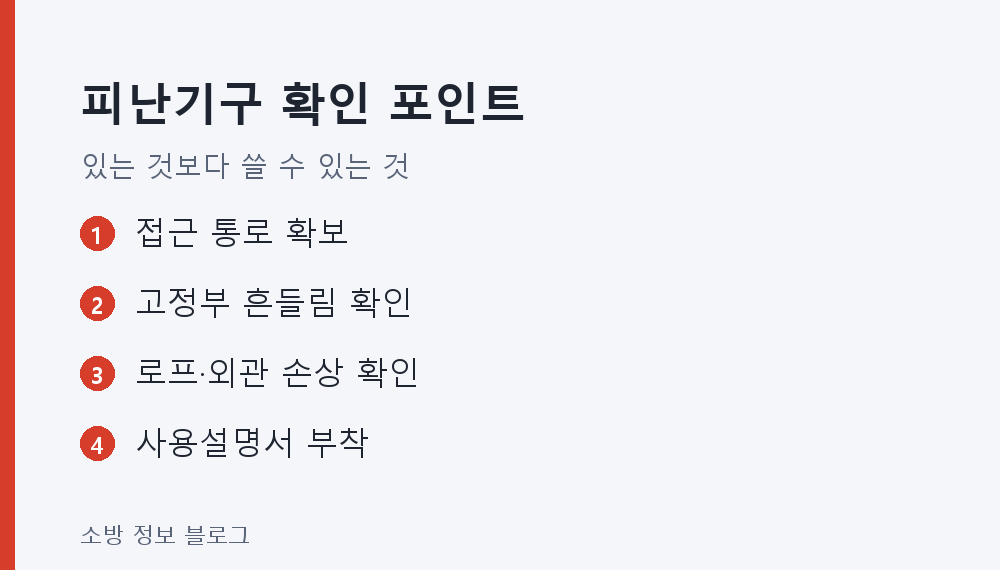 피난기구 확인 포인트
있는 것보다 쓸 수 있는 것
1 접근 통로 확보
2 고정부 흔들림 확인
3 로프·외관 손상 확인
4 사용설명서 부착
소방 정보 블로그